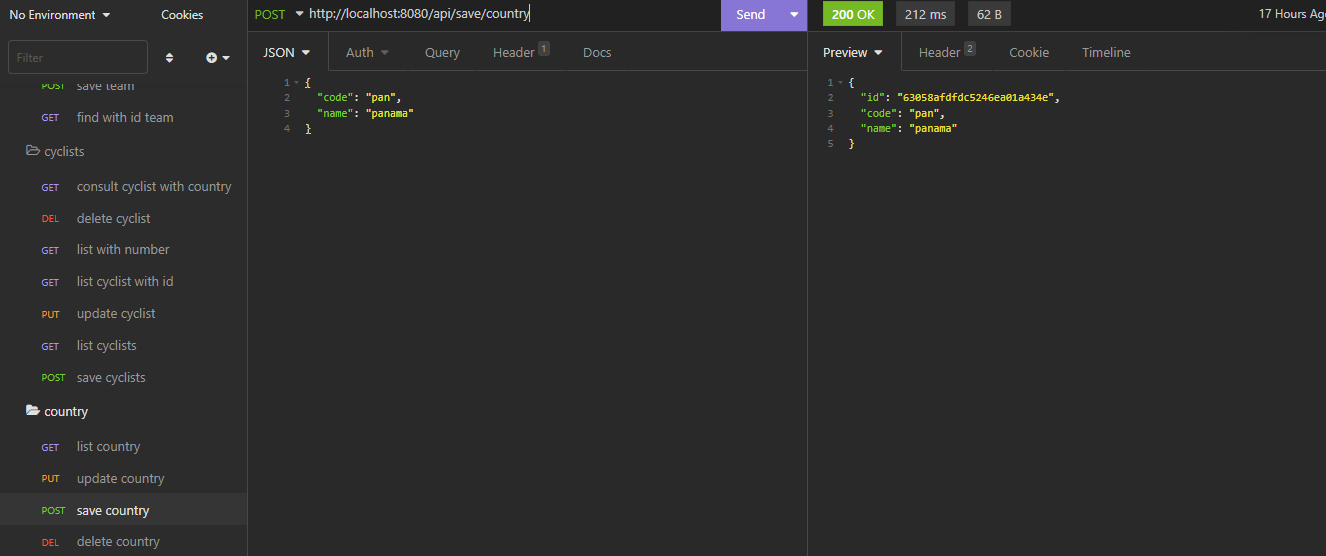 No Environment
Cookies
POST http://localhost:8080/api/save/country
Send
200 OK
212 ms
62 B
17 Hours Ag
Filter
JSON
Auth
Query
Header 1
Docs
Preview
Header 2
Cookie
Timeline
POST save team
GET find with id team
cyclists
GET consult cyclist with country
DEL delete cyclist
GET list with number
GET list cyclist with id
PUT update cyclist
GET list cyclists
POST save cyclists
country
GET list country
PUT update country
POST save country
DEL delete country
1 {
2 "code": "pan",
3 "name": "panama"
4 }
1 {
2 "id": "63058afdfdc5246ea01a434e",
3 "code": "pan",
4 "name": "panama"
5 }